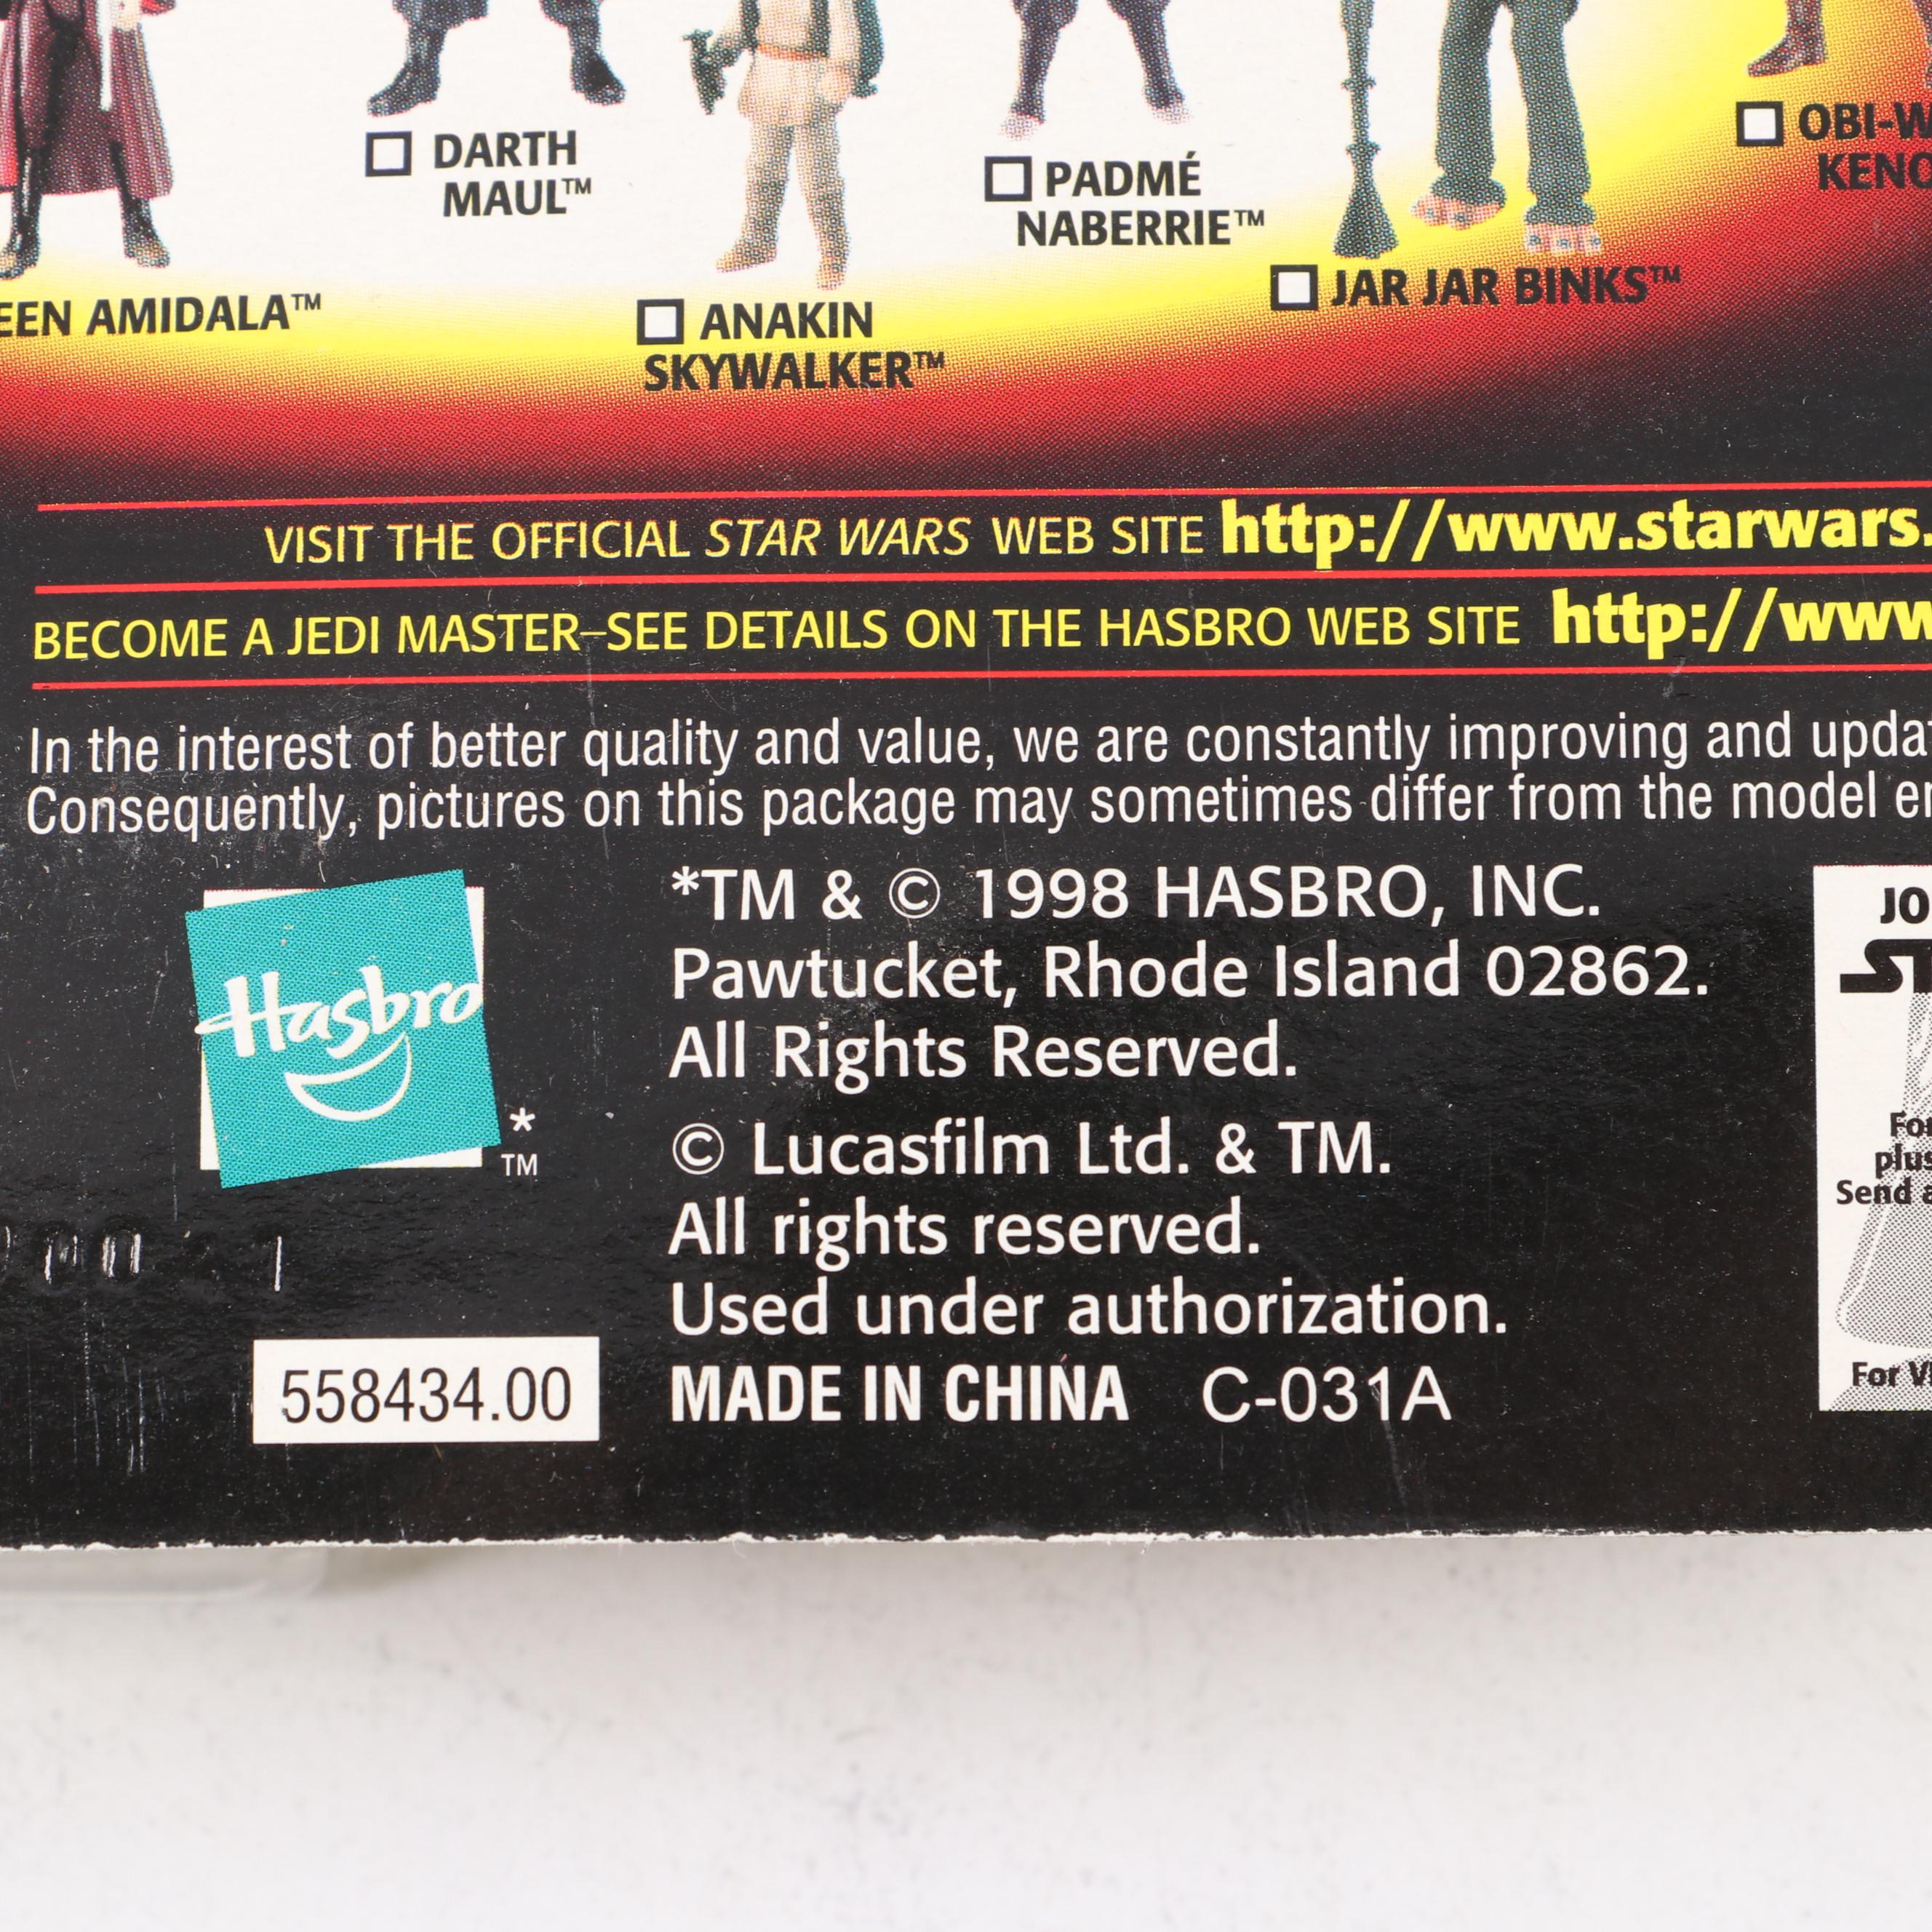 DARTH
MAUL™
PADMÉ
NABERRIE™
AMIDALA™
ANAKIN
SKYWALKER™
JAR JAR BINKS™
VISIT THE OFFICIAL STAR WARS WEB SITE http://www.starwars.
BECOME A JEDI MASTER–SEE DETAILS ON THE HASBRO WEB SITE http://www
In the interest of better quality and value, we are constantly improving and
Consequently, pictures on this package may sometimes differ from the model
Hasbro
*
TM
*TM & © 1998 HASBRO, INC.
Pawtucket, Rhode Island 02862.
All Rights Reserved.
© Lucasfilm Ltd. & TM.
All rights reserved.
Used under authorization.
MADE IN CHINA C-031A
558434.00
plus
Send
For